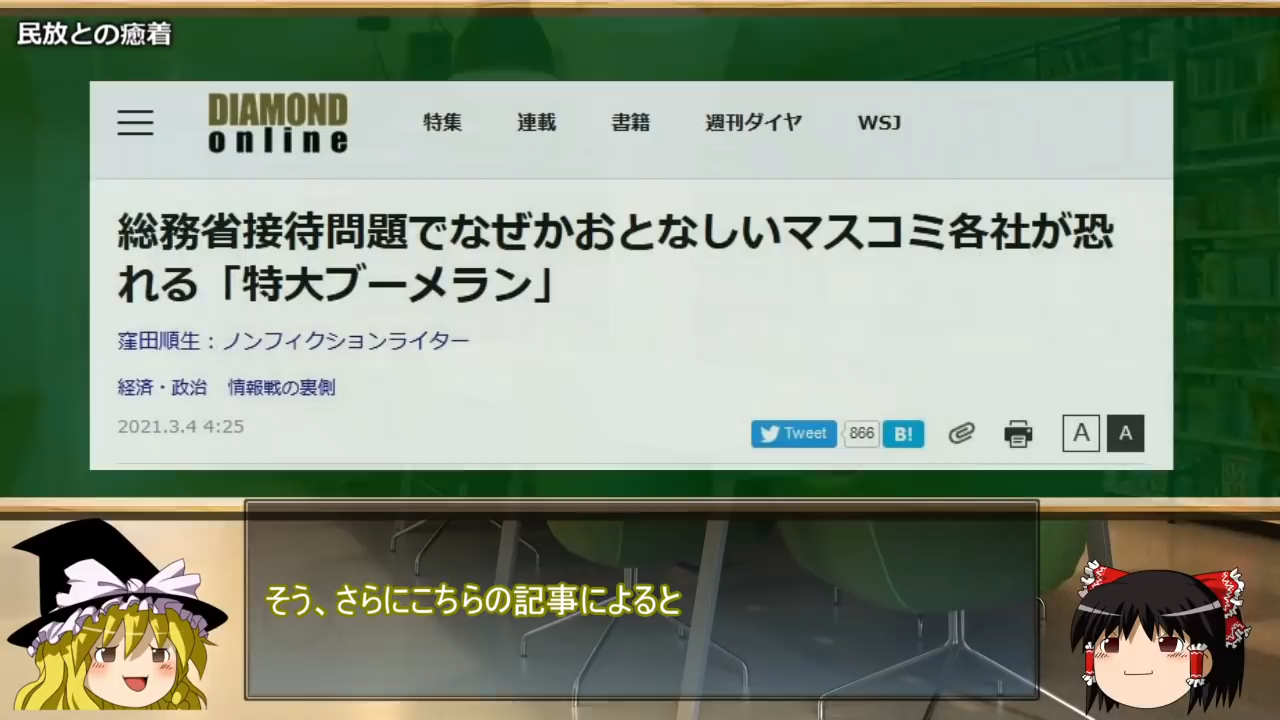 民放との癒着
DIAMOND
online
特集 連載 書籍 週刊ダイヤ WSJ
総務省接待問題でなぜかおとなしいマスコミ各社が恐
れる「特大ブーメラン」
窪田順生：ノンフィクションライター
経済・政治 情報戦の裏側
2021.3.4 4:25
Tweet 866 B! A A
そう、さらにこちらの記事によると